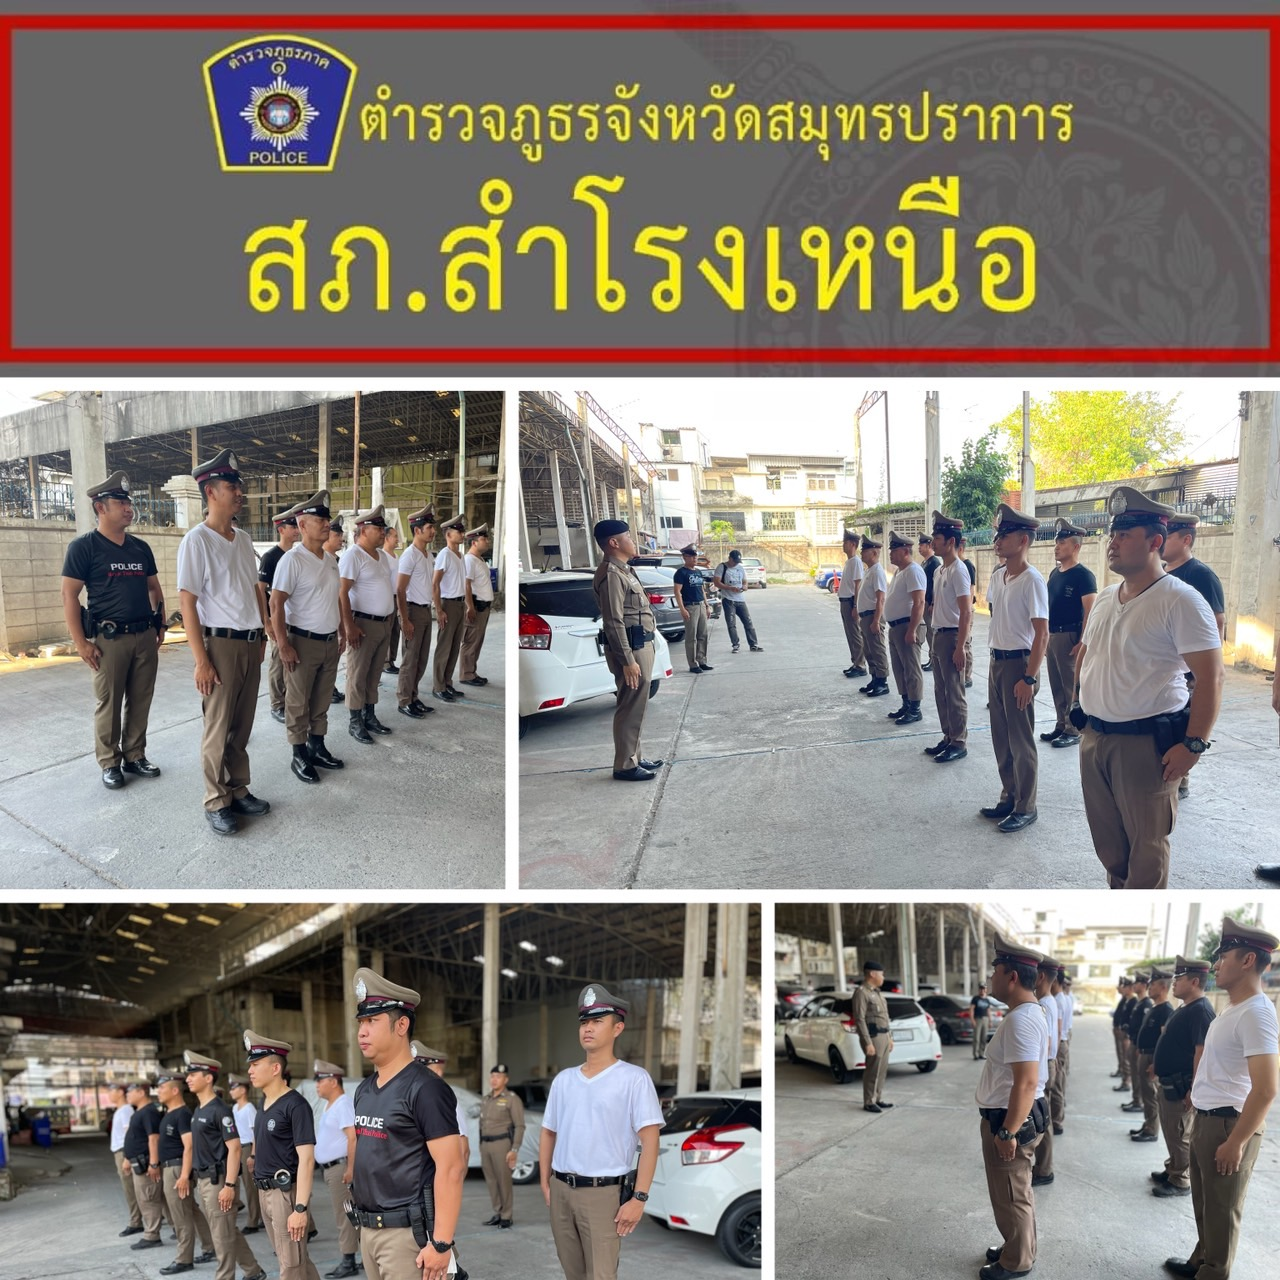 ตำรวจภูธรภาค
๑
POLICE
ตำรวจภูธรจังหวัดสมุทรปราการ
สภ.สำโรงเหนือ
POLICE
POLICE